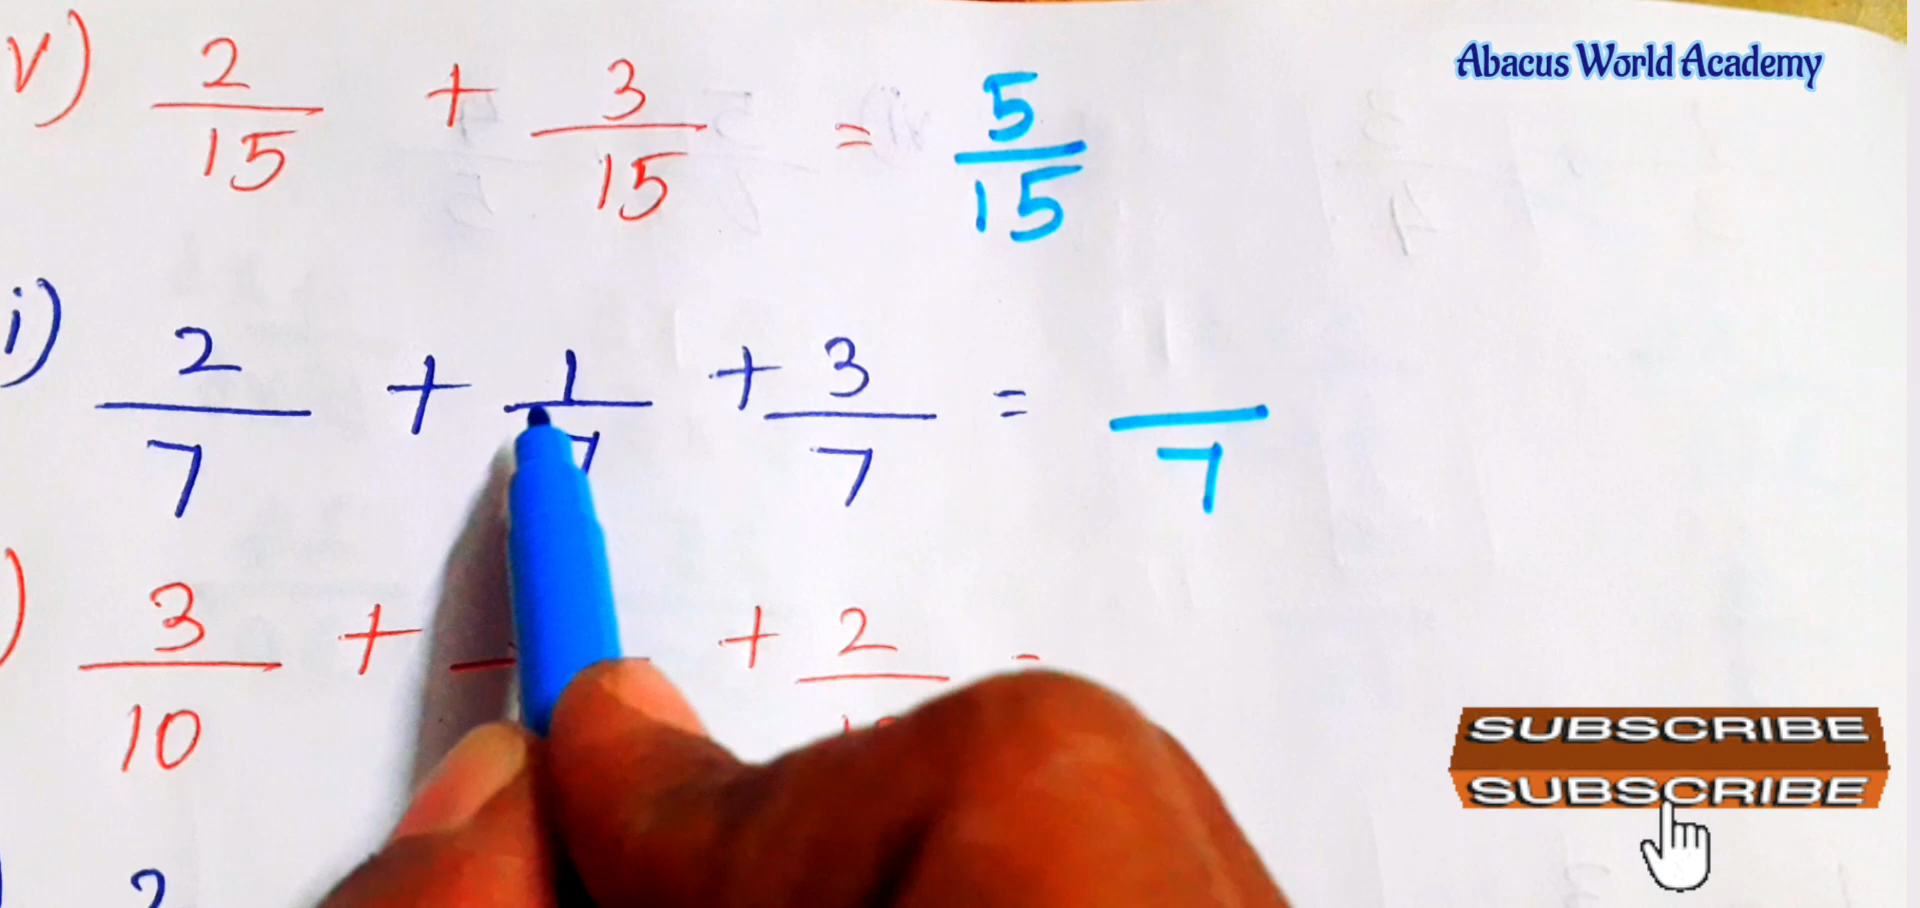 Abacus World Academy
v) 2/15 + 3/15 = 5/15
i) 2/7 + 1/7 + 3/7 = /7
) 3/10 + + 2/10 =
SUBSCRIBE
SUBSCRIBE